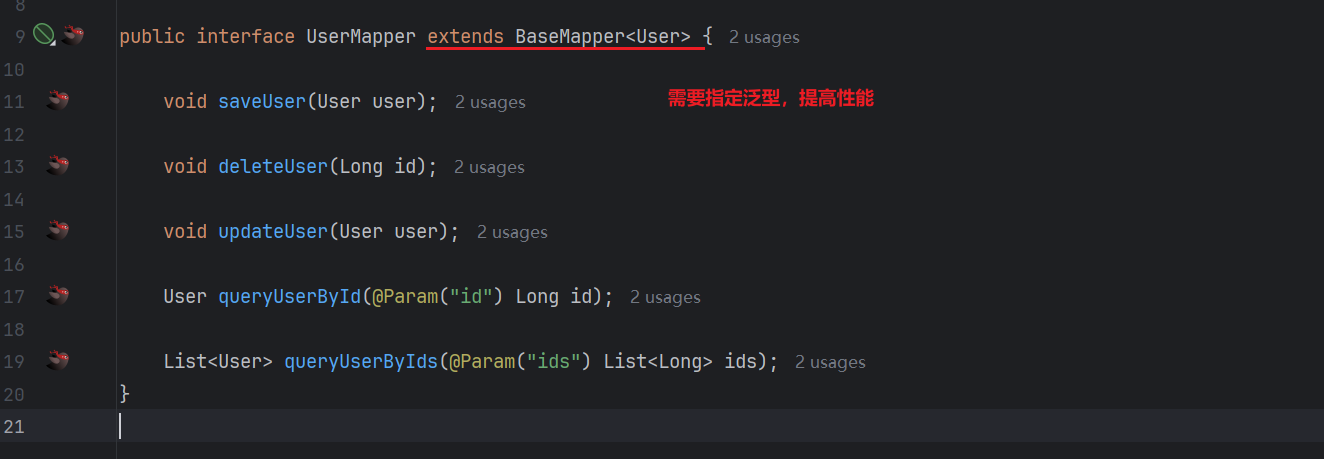 8
9 public interface UserMapper extends BaseMapper<User> { 2 usages
10
11 void saveUser(User user); 2 usages 需要指定泛型，提高性能
12
13 void deleteUser(Long id); 2 usages
14
15 void updateUser(User user); 2 usages
16
17 User queryUserById(@Param("id") Long id); 2 usages
18
19 List<User> queryUserByIds(@Param("ids") List<Long> ids); 2 usages
20 }
21